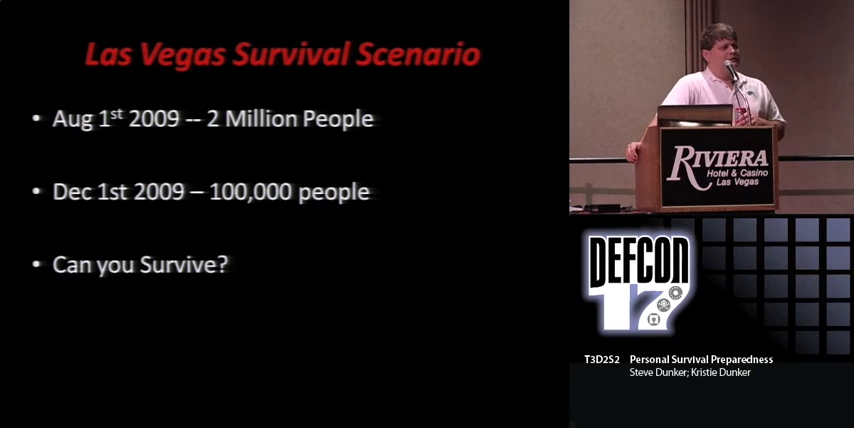 Las Vegas Survival Scenario
• Aug 1st 2009 -- 2 Million People
• Dec 1st 2009 – 100,000 people
• Can you Survive?
RIVIERA
Hotel & Casino
Las Vegas
DEFCON
17
T3D2S2 Personal Survival Preparedness
Steve Dunker; Kristie Dunker